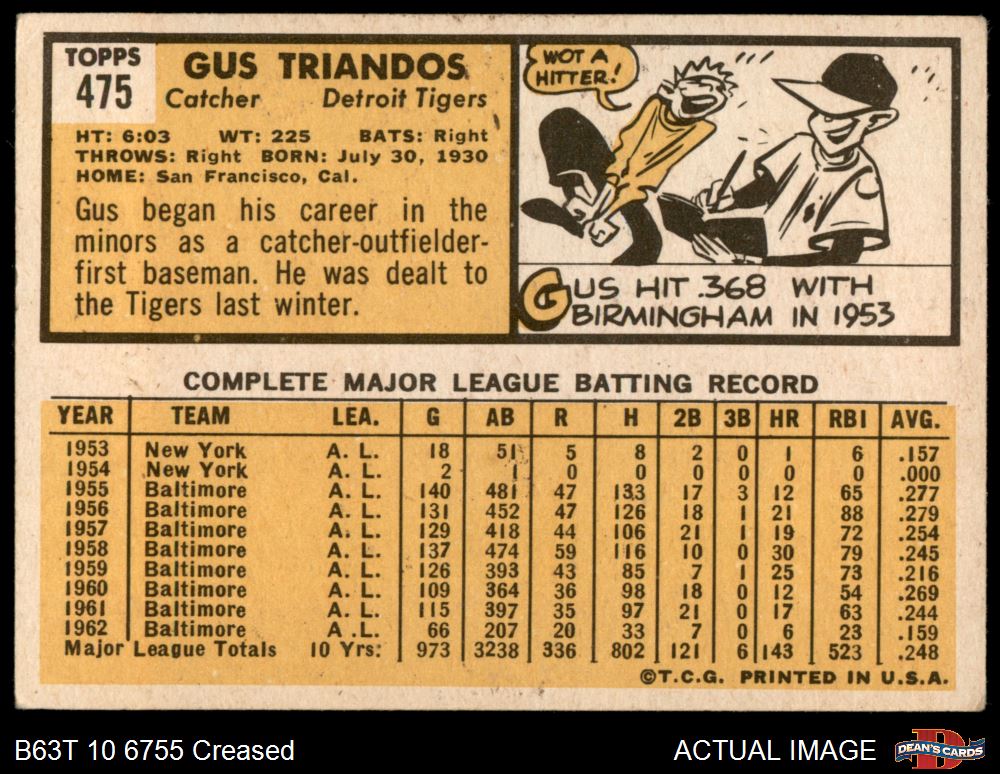 TOPPS
475
GUS TRIANDOS
Catcher Detroit Tigers
HT: 6:03 WT: 225 BATS: Right
THROWS: Right BORN: July 30, 1930
HOME: San Francisco, Cal.
Gus began his career in the
minors as a catcher-outfielder-
first baseman. He was dealt to
the Tigers last winter.
WOT A
HITTER!
GUS HIT .368 WITH
BIRMINGHAM IN 1953
COMPLETE MAJOR LEAGUE BATTING RECORD
YEAR TEAM LEA. G AB R H 2B 3B HR RBI AVG.
1953 New York A. L. 18 51 5 8 2 0 1 6 .157
1954 New York A. L. 2 1 0 0 0 0 0 0 .000
1955 Baltimore A. L. 140 481 47 133 17 3 12 65 .277
1956 Baltimore A. L. 131 452 47 126 18 1 21 88 .279
1957 Baltimore A. L. 129 418 44 106 21 1 19 72 .254
1958 Baltimore A. L. 137 474 59 116 10 0 30 79 .245
1959 Baltimore A. L. 126 393 43 85 7 1 25 73 .216
1960 Baltimore A. L. 109 364 36 98 18 0 12 54 .269
1961 Baltimore A. L. 115 397 35 97 21 0 17 63 .244
1962 Baltimore A .L. 66 207 20 33 7 0 6 23 .159
Major League Totals 10 Yrs: 973 3238 336 802 121 6 143 523 .248
©T.C.G. PRINTED IN U.S.A.
B63T 10 6755 Creased ACTUAL IMAGE
D
DEAN'S CARDS